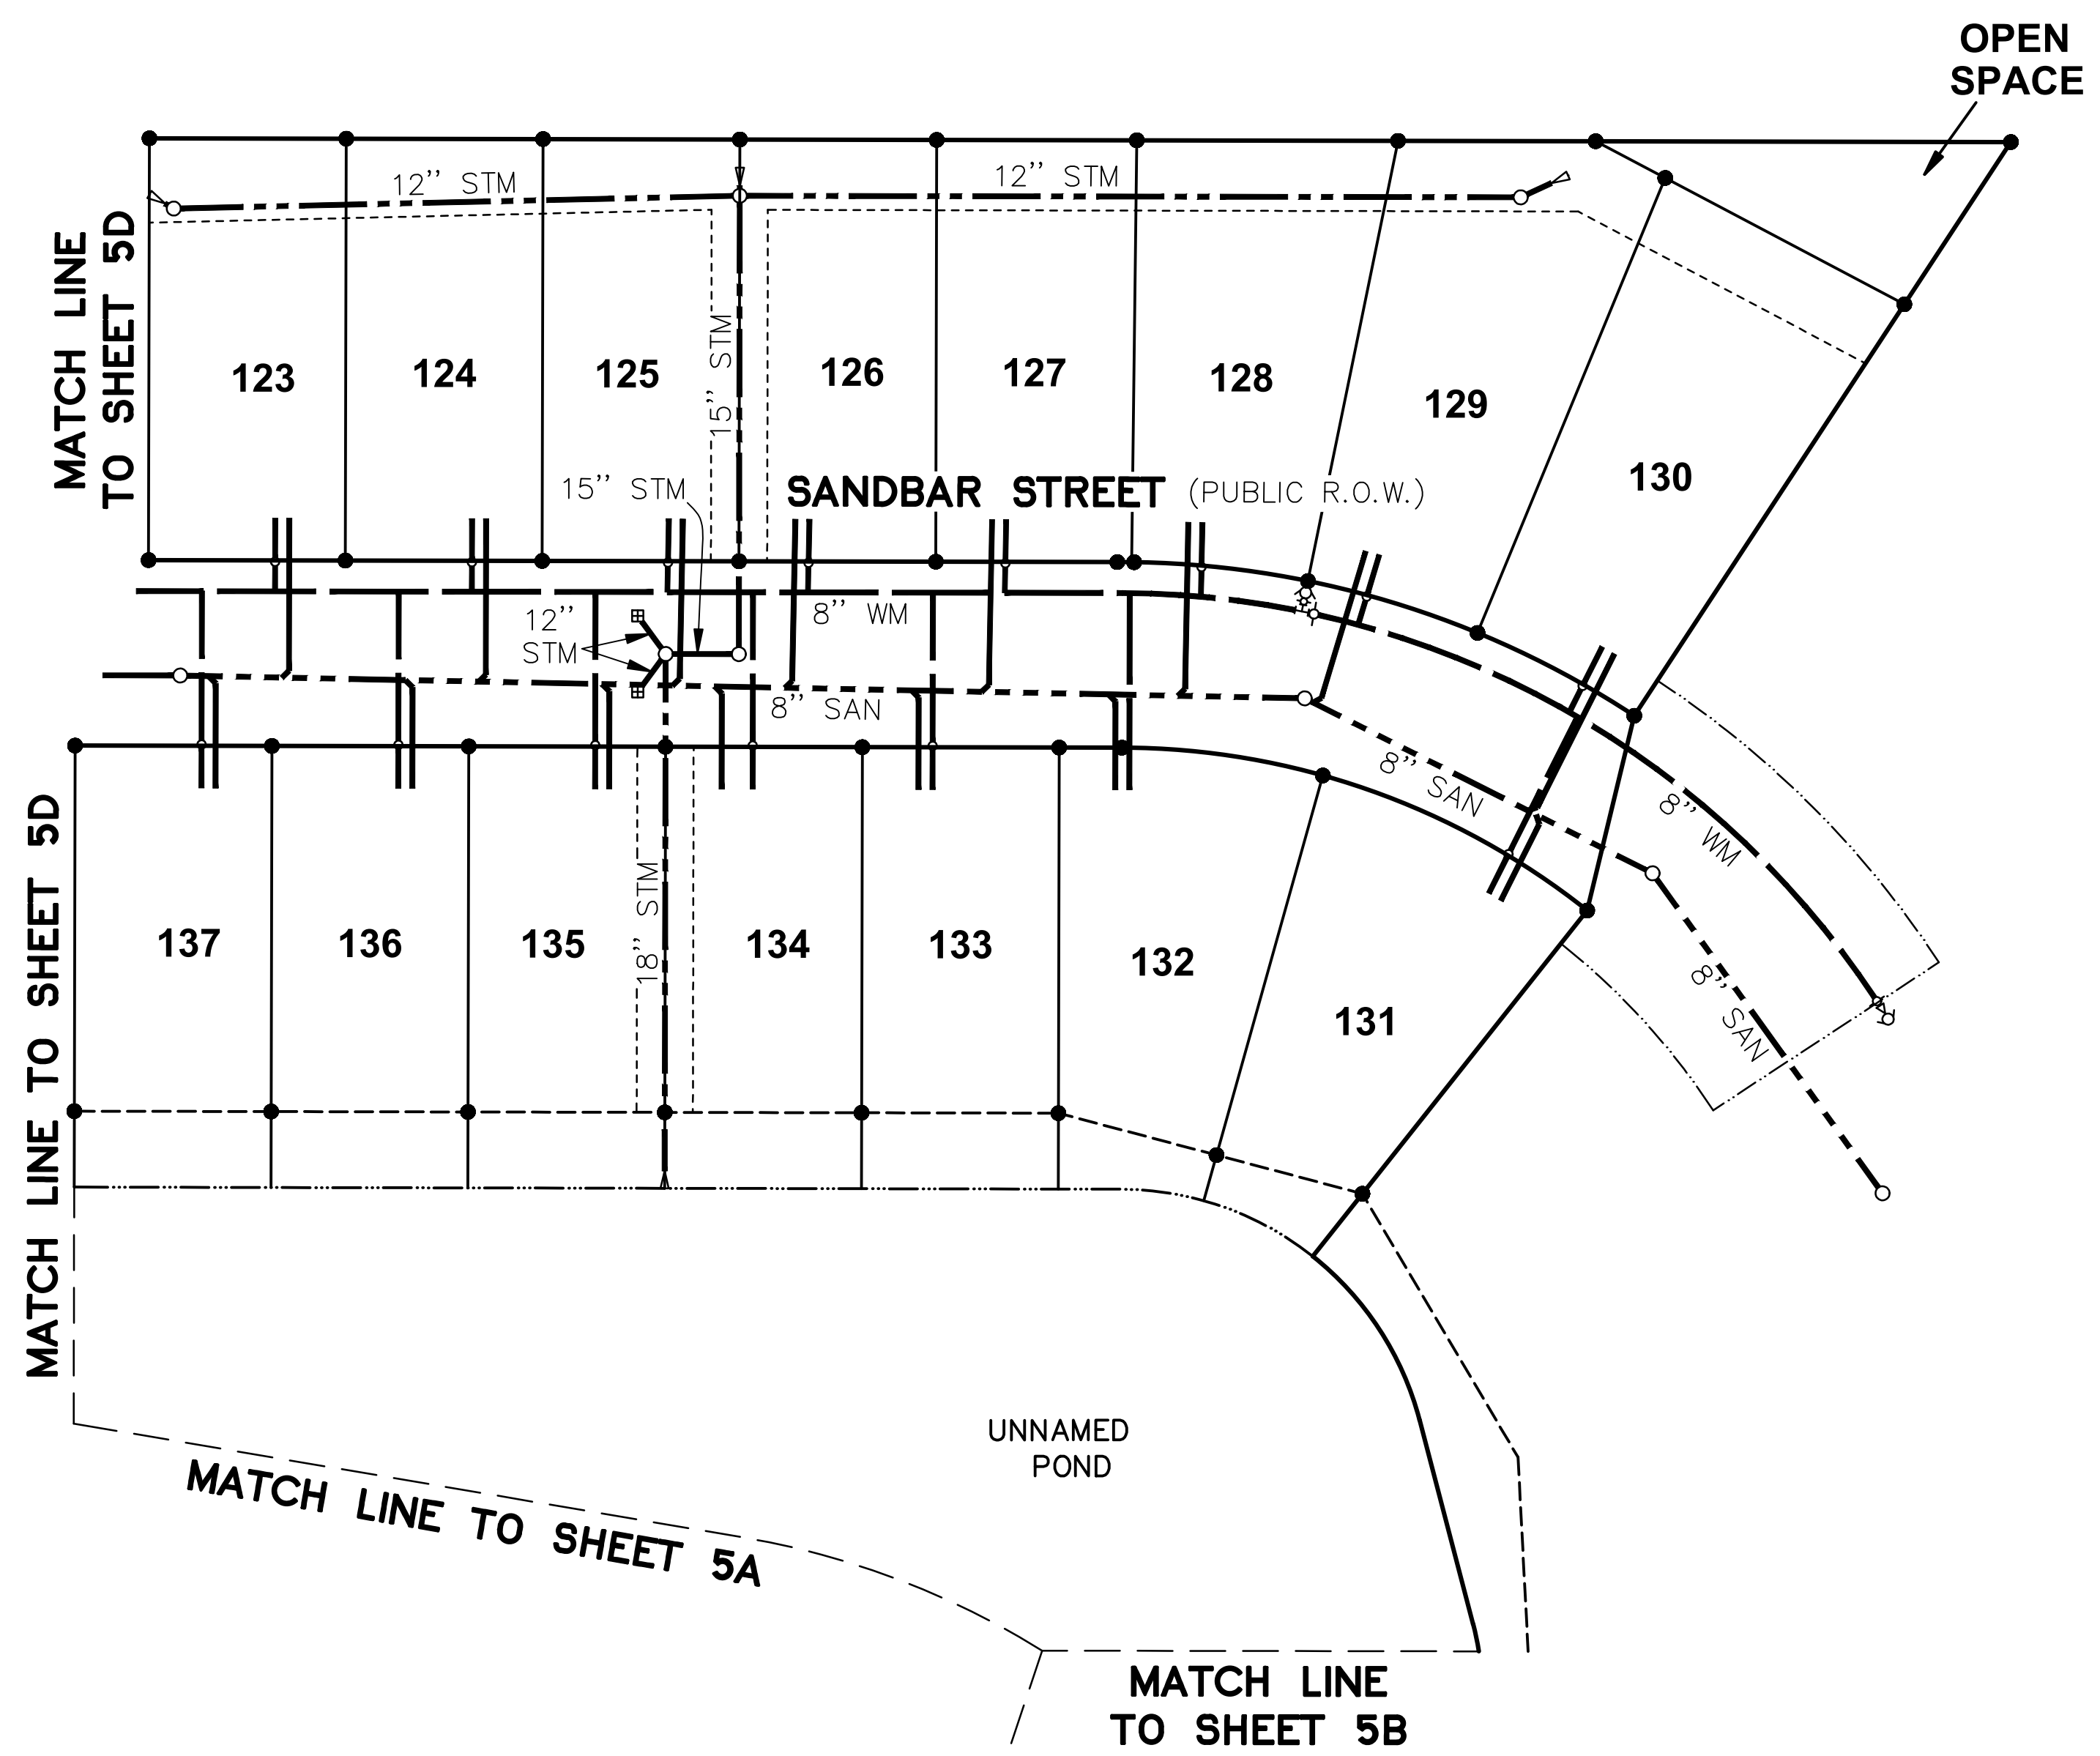 OPEN
SPACE
12’’ STM
12’’ STM
MATCH LINE
TO SHEET 5D
123
124
125
15’’ STM
126
127
128
129
130
15’’ STM
SANDBAR STREET (PUBLIC R.O.W.)
12’’
STM
8’’ WM
8’’ SAN
8’’ SAN
8’’ WM
8’’ SAN
MATCH LINE TO SHEET 5D
137
136
135
18’’ STM
134
133
132
131
UNNAMED
POND
MATCH LINE TO SHEET 5A
MATCH LINE
TO SHEET 5B